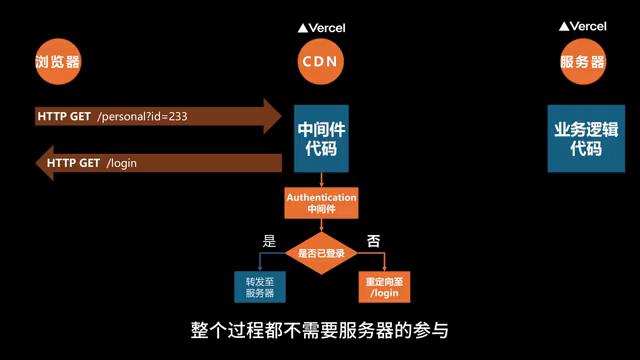 ▲Vercel
▲Vercel
浏览器
CDN
服务器
HTTP GET /personal?id=233
HTTP GET /login
中间件
代码
业务逻辑
代码
Authentication
中间件
是否已登录
是
否
转发至
服务器
重定向至
/login
整个过程都不需要服务器的参与